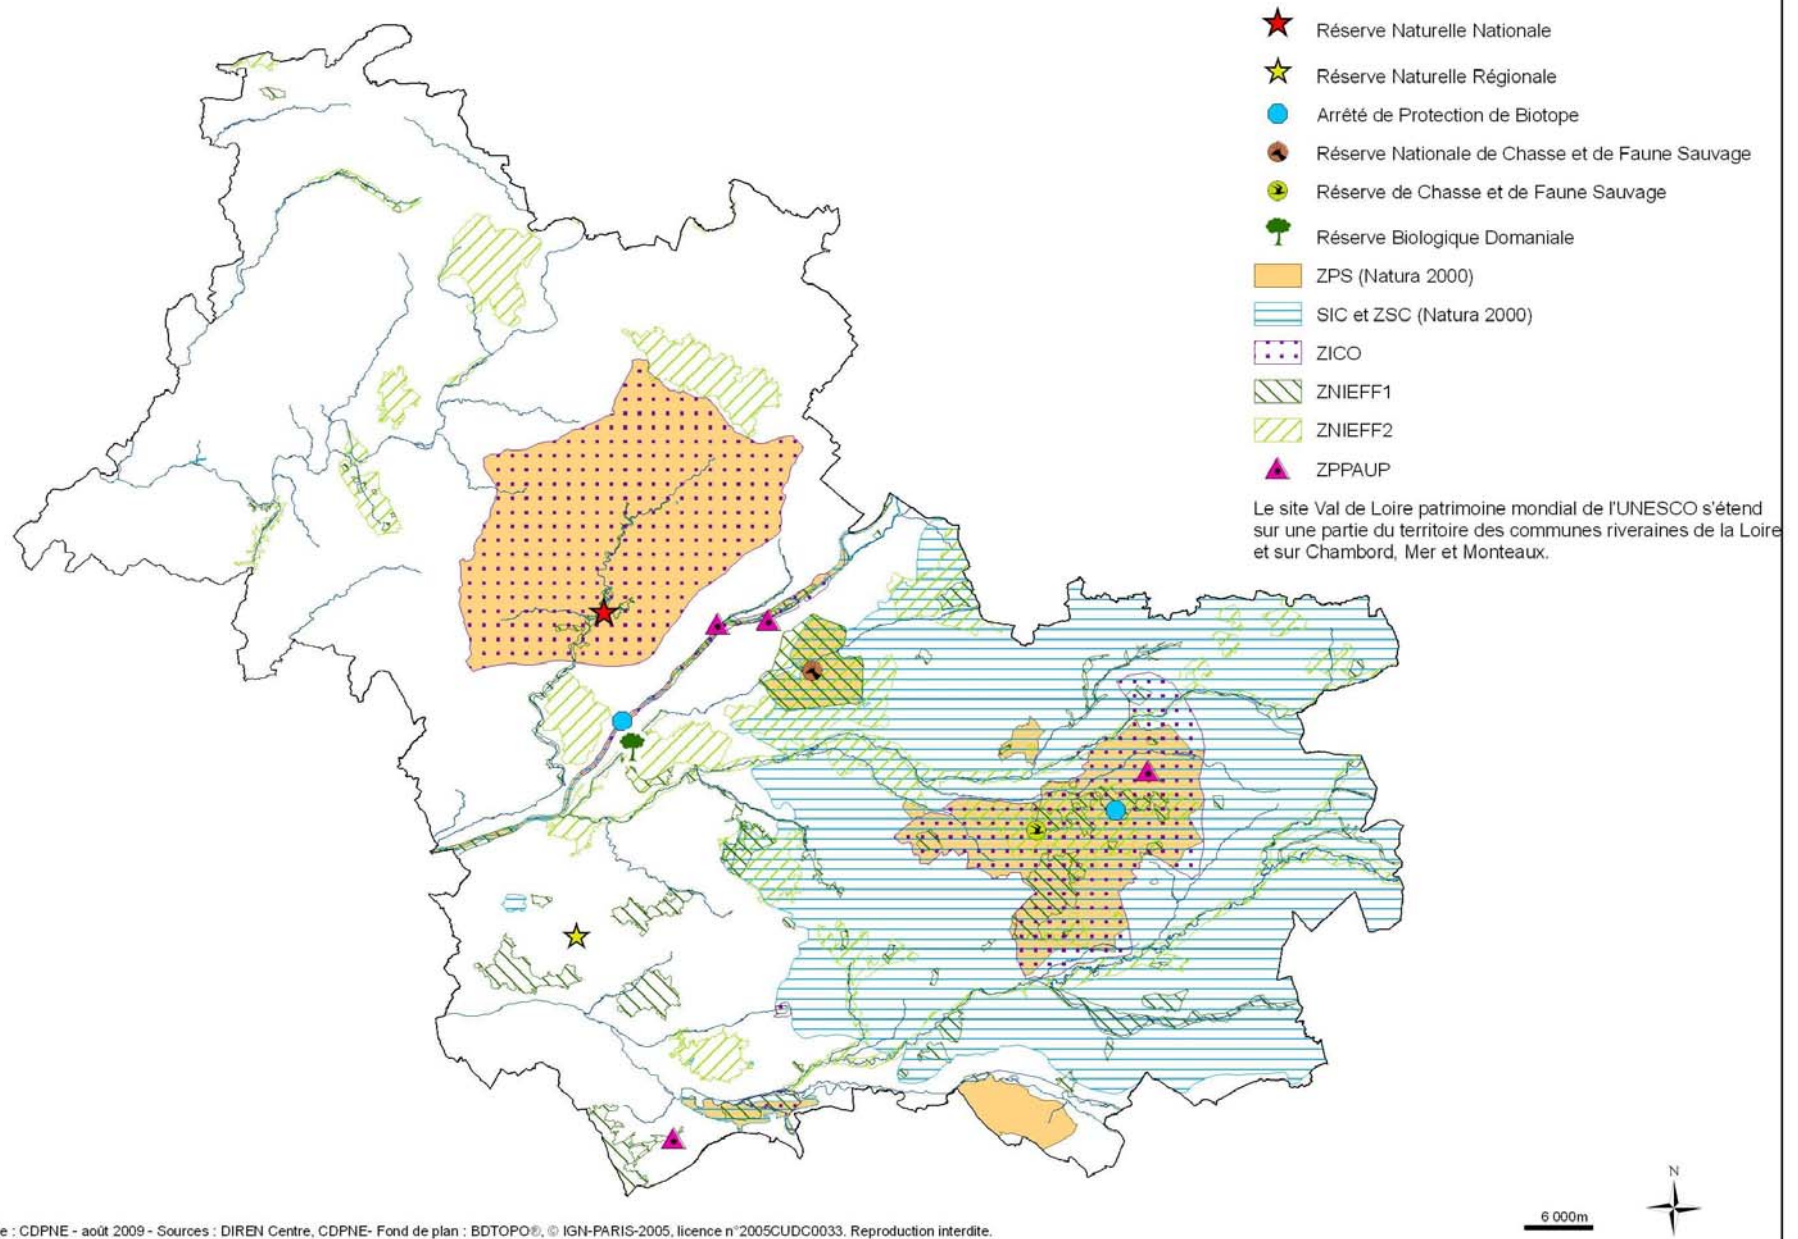 Réserve Naturelle Nationale
Réserve Naturelle Régionale
Arrêté de Protection de Biotope
Réserve Nationale de Chasse et de Faune Sauvage
Réserve de Chasse et de Faune Sauvage
Réserve Biologique Domaniale
ZPS (Natura 2000)
SIC et ZSC (Natura 2000)
ZICO
ZNIEFF1
ZNIEFF2
ZPPAUP
Le site Val de Loire patrimoine mondial de l'UNESCO s'étend
sur une partie du territoire des communes riveraines de la Loire
et sur Chambord, Mer et Monteaux.
N
6 000m
e : CDPNE - août 2009 - Sources : DIREN Centre, CDPNE- Fond de plan : BDTOPO®, © IGN-PARIS-2005, licence n°2005CUDC0033. Reproduction interdite.